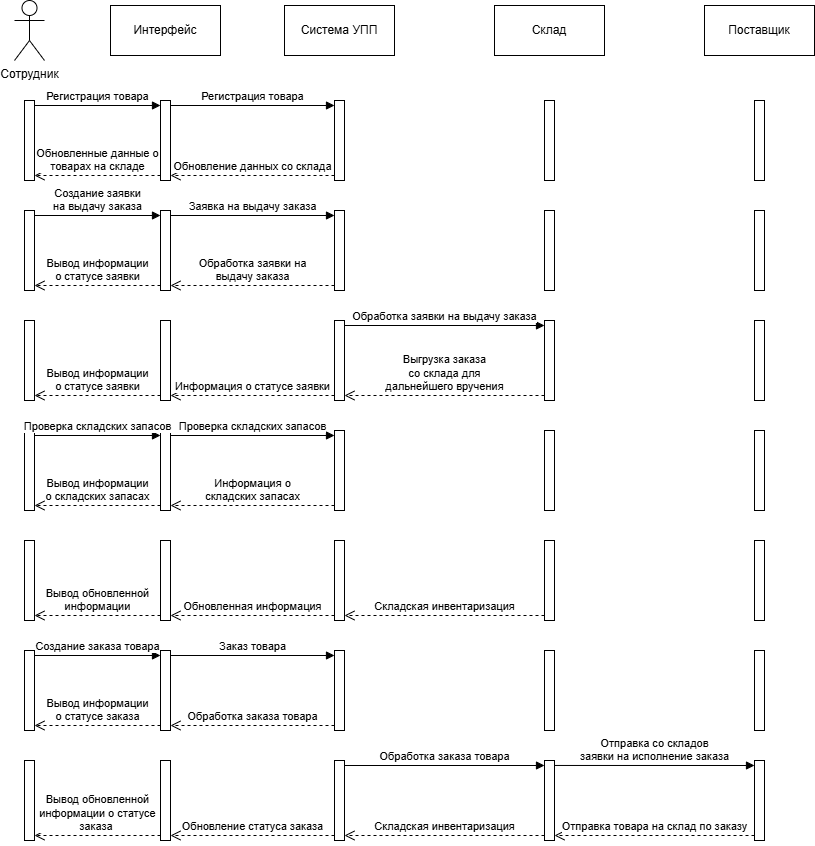 Интерфейс
Система УПП
Склад
Поставщик
Сотрудник
Регистрация товара
Регистрация товара
Обновленные данные о
товарах на складе
Обновление данных со склада
Создание заявки
на выдачу заказа
Заявка на выдачу заказа
Вывод информации
о статусе заявки
Обработка заявки на
выдачу заказа
Обработка заявки на выдачу заказа
Вывод информации
о статусе заявки
Информация о статусе заявки
Выгрузка заказа
со склада для
дальнейшего вручения
Проверка складских запасов
Проверка складских запасов
Вывод информации
о складских запасах
Информация о
складских запасах
Вывод обновленной
информации
Обновленная информация
Складская инвентаризация
Создание заказа товара
Заказ товара
Вывод информации
о статусе заказа
Обработка заказа товара
Обработка заказа товара
Отправка со складов
заявки на исполнение заказа
Вывод обновленной
информации о статусе
заказа
Обновление статуса заказа
Складская инвентаризация
Отправка товара на склад по заказу